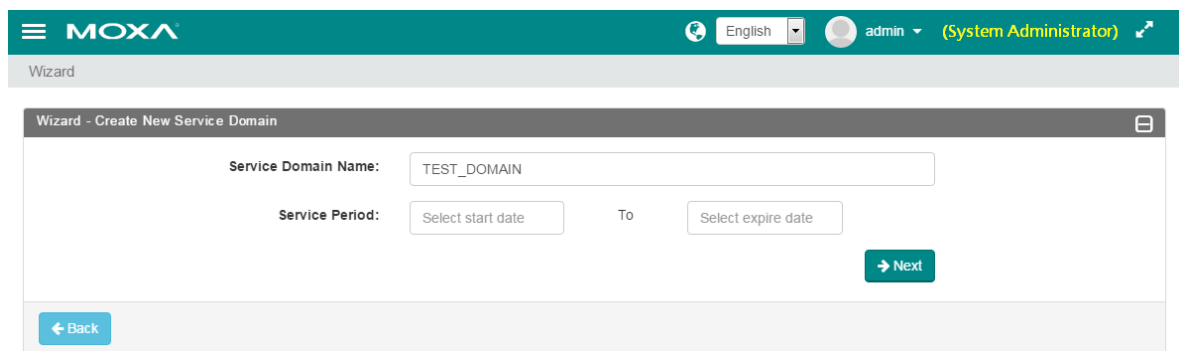 MOXA English admin (System Administrator)
Wizard
Wizard - Create New Service Domain
Service Domain Name: TEST_DOMAIN
Service Period: Select start date To Select expire date
Next
Back